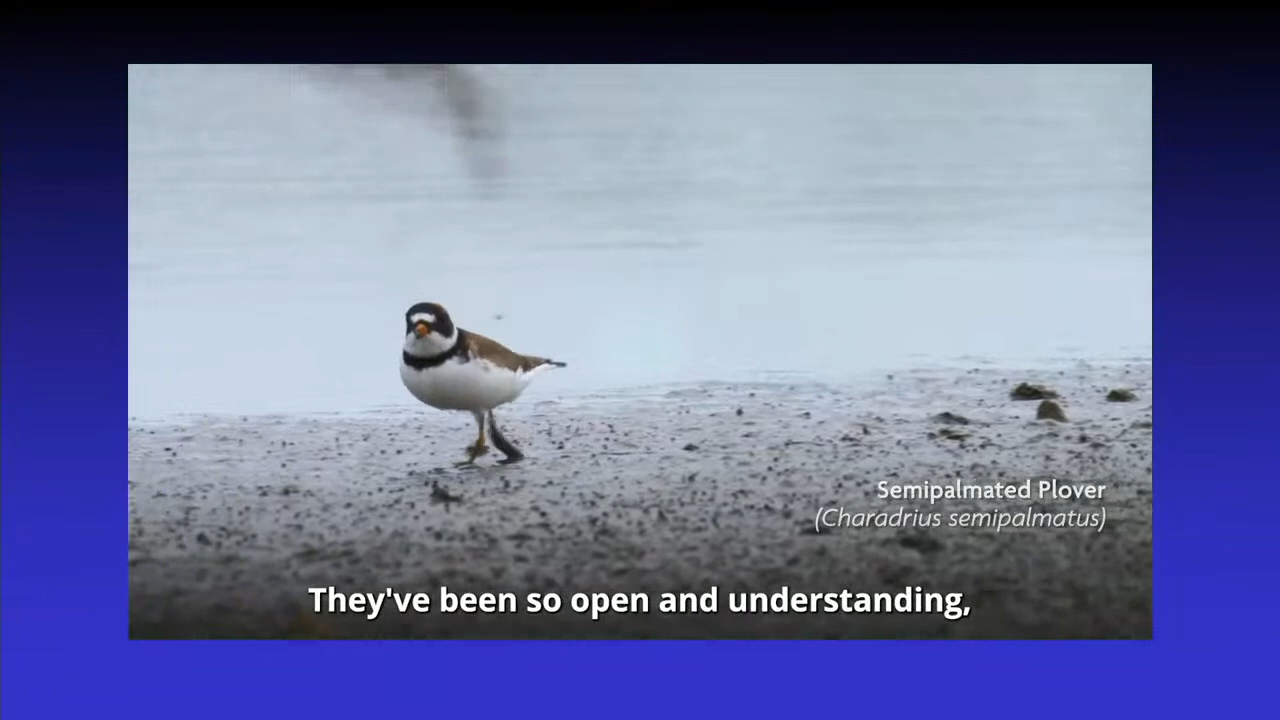 Semipalmated Plover
(Charadrius semipalmatus)
They've been so open and understanding,